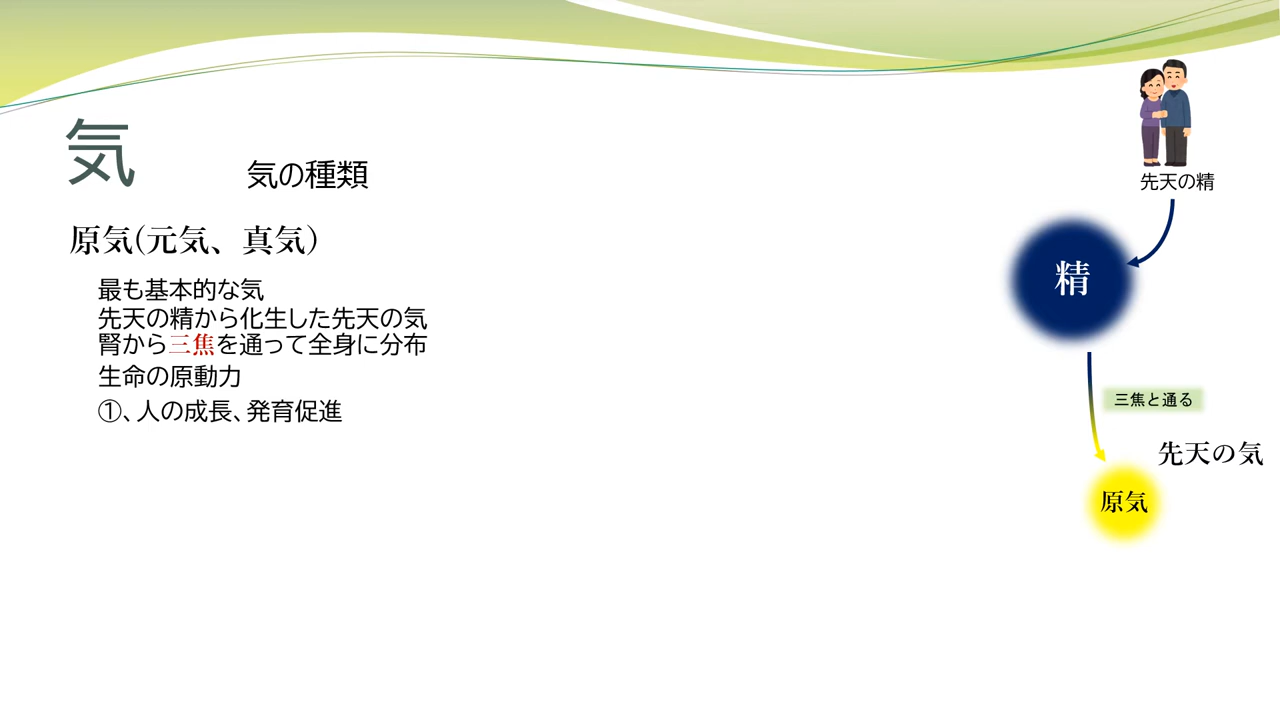 気
気の種類
原気(元気、真気)
最も基本的な気
先天の精から化生した先天の気
腎から三焦を通って全身に分布
生命の原動力
①、人の成長、発育促進
先天の精
精
三焦と通る
先天の気
原気